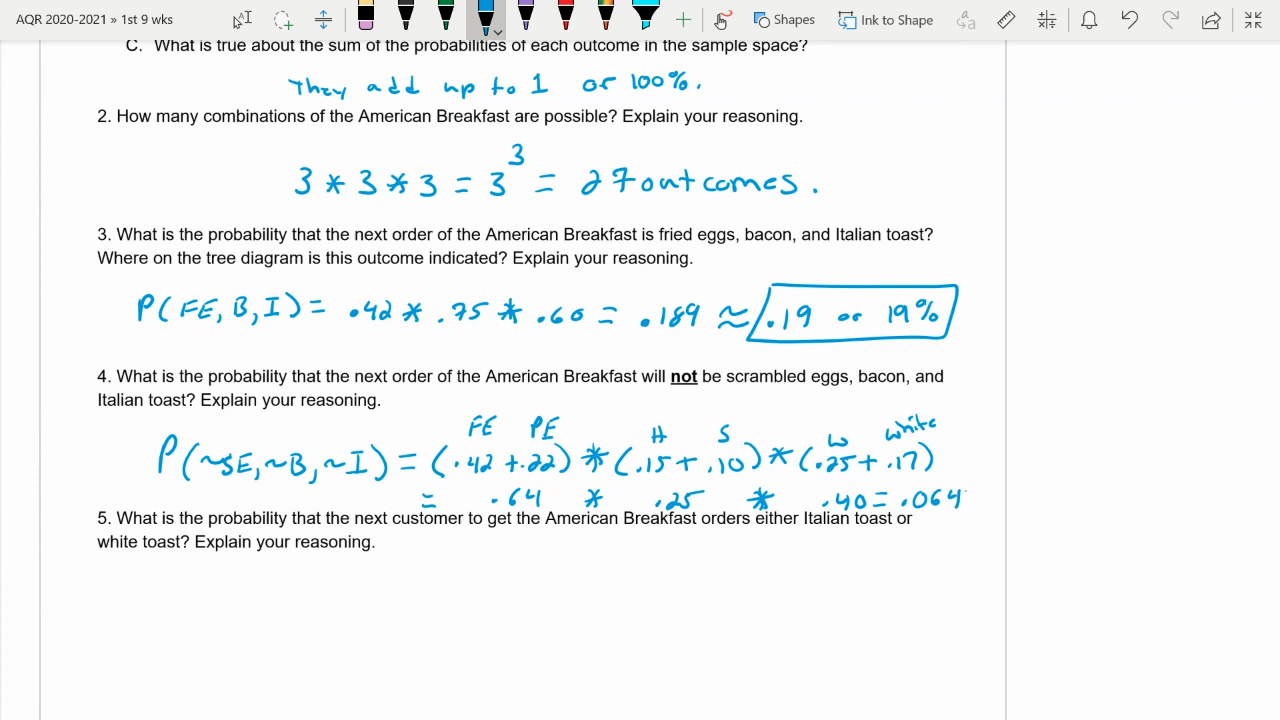 AQR 2020-2021 » 1st 9 wks
Shapes
Ink to Shape
C. What is true about the sum of the probabilities of each outcome in the sample space?
They add up to 1 or 100%.
2. How many combinations of the American Breakfast are possible? Explain your reasoning.
3 * 3 * 3 = 3³ = 27 outcomes.
3. What is the probability that the next order of the American Breakfast is fried eggs, bacon, and Italian toast?
Where on the tree diagram is this outcome indicated? Explain your reasoning.
P(FE, B, I) = .42 * .75 * .60 = .189 ≈ .19 or 19%
4. What is the probability that the next order of the American Breakfast will not be scrambled eggs, bacon, and
Italian toast? Explain your reasoning.
FE PE H S W white
P(~SE, ~B, ~I) = (.42 + .22) * (.15 + .10) * (.25 + .17)
= .64 * .25 * .40 = .064
5. What is the probability that the next customer to get the American Breakfast orders either Italian toast or
white toast? Explain your reasoning.